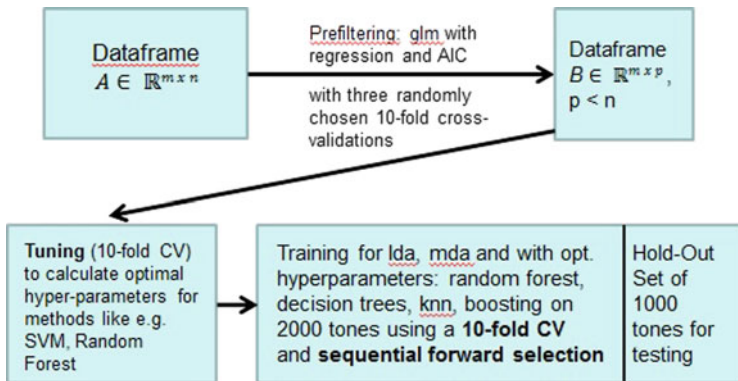 Dataframe
A ∈ ℝ^{m x n}
Prefiltering: glm with
regression and AIC
with three randomly
chosen 10-fold cross-
validations
Dataframe
B ∈ ℝ^{m x p},
p < n
Tuning (10-fold CV)
to calculate optimal
hyper-parameters for
methods like e.g.
SVM, Random
Forest
Training for lda, mda and with opt.
hyperparameters: random forest,
decision trees, knn, boosting on
2000 tones using a 10-fold CV
and sequential forward selection
Hold-Out
Set of
1000
tones for
testing